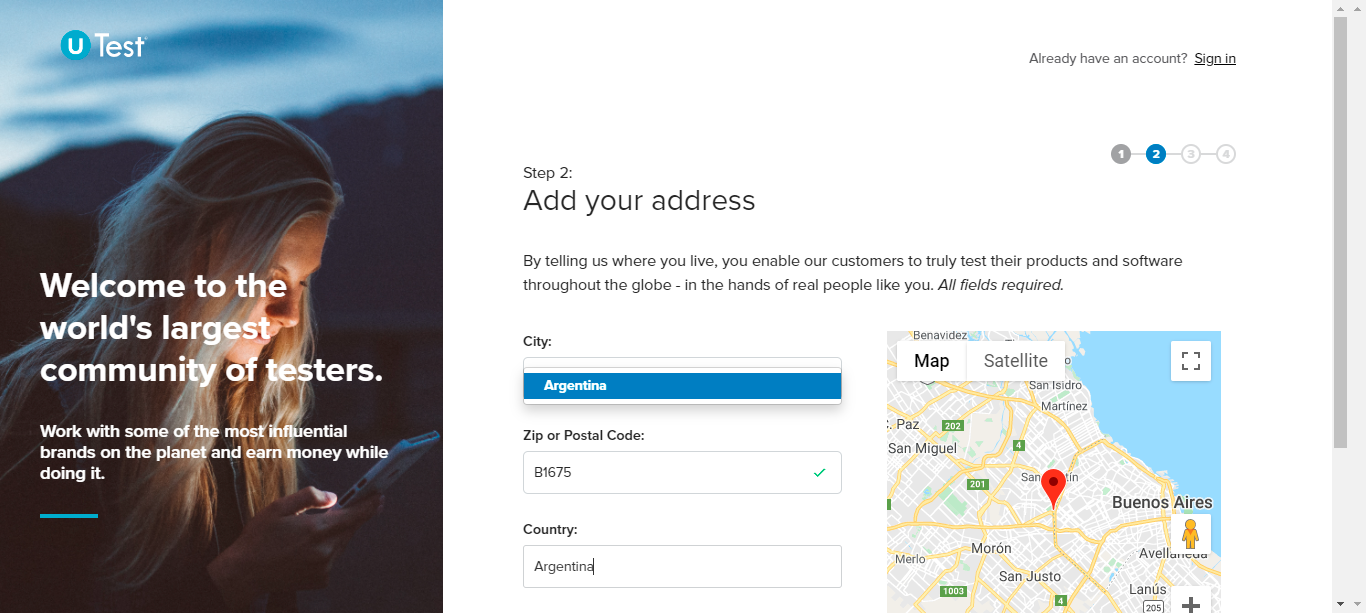 U Test
Already have an account? Sign in
1 2 3 4
Step 2:
Add your address
By telling us where you live, you enable our customers to truly test their products and software
throughout the globe - in the hands of real people like you. All fields required.
Welcome to the
world's largest
community of testers.
Work with some of the most influential
brands on the planet and earn money while
doing it.
City:
Argentina
Zip or Postal Code:
B1675
Country:
Argentina
Benavidez
Map Satellite
San Isidro
Martínez
C. Paz
202
4
San Miguel
201
Buenos Aires
Morón
Merlo
Avellaneda
San Justo
Lanús
1003
4
205